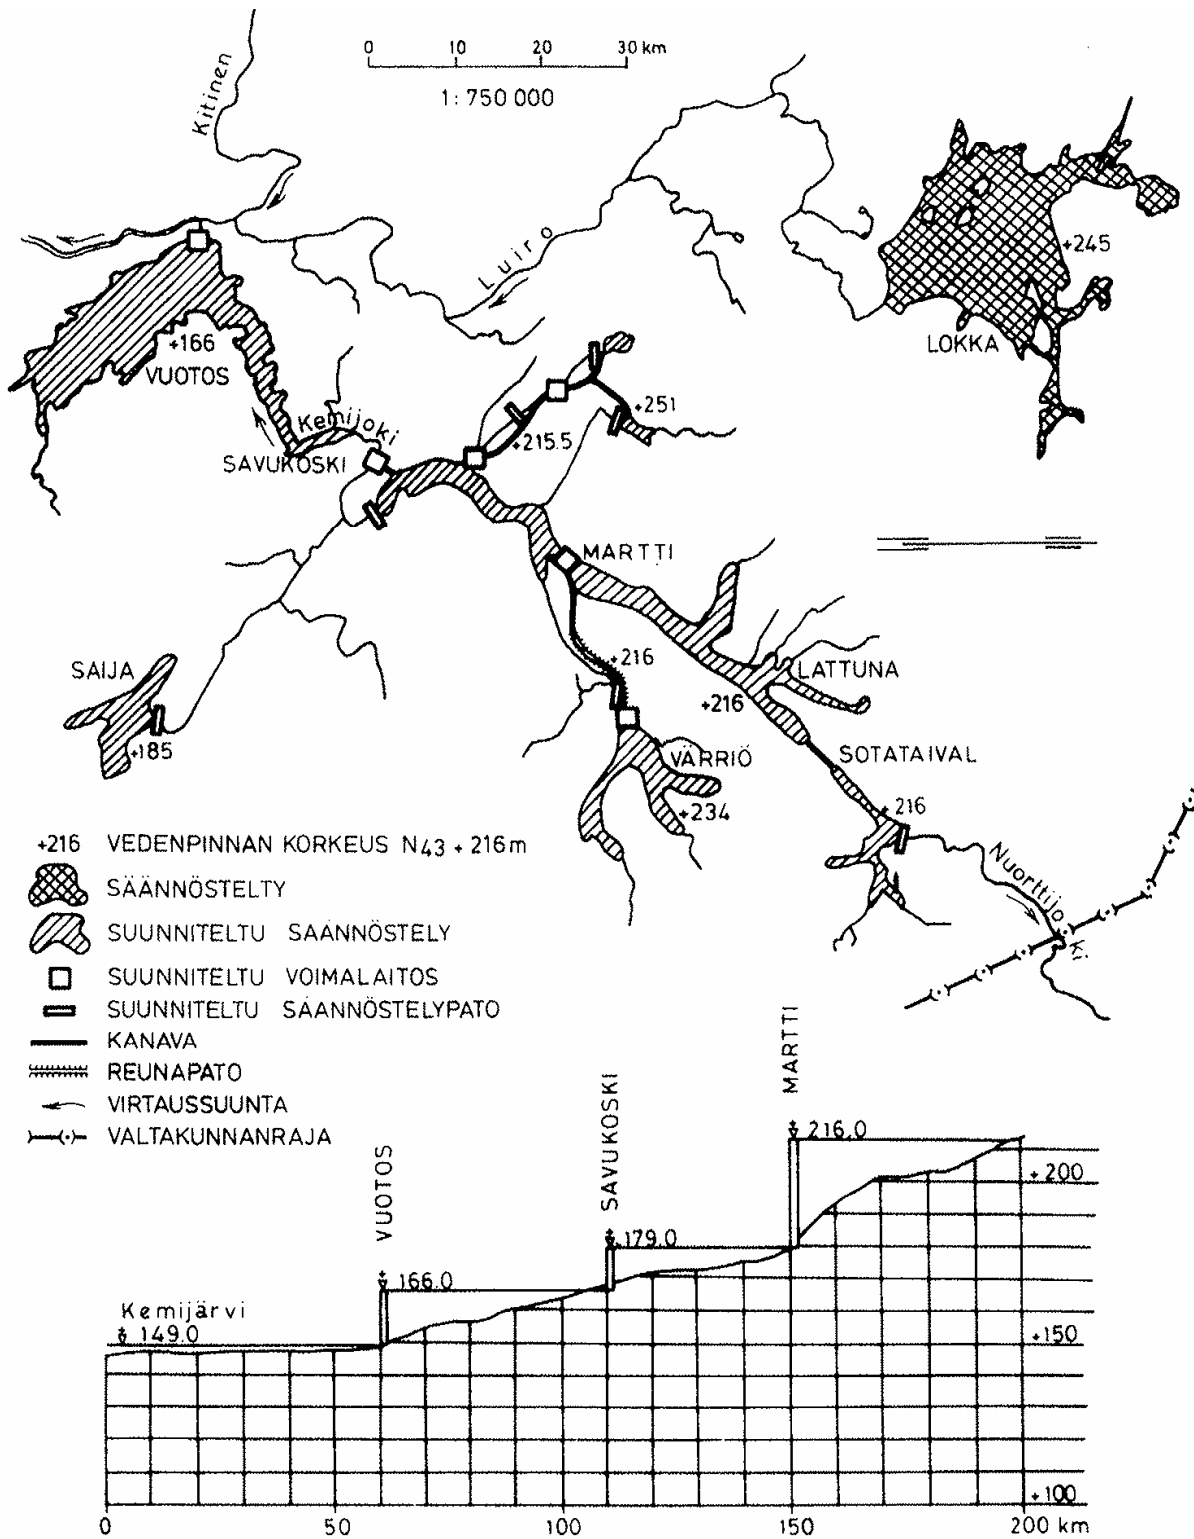 0 10 20 30 km
1:750 000
Kitinen
Luiro
+245
LOKKA
+166
VUOTOS
Kemijoki
+251
+215.5
SAVUKOSKI
MARTTI
SAIJA
+216
LATTUNA
+216
+185
VÄRRIÖ
SOTATAIVAL
+234
+216
Nuorttijoki
+216 VEDENPINNAN KORKEUS N43 + 216 m
SÄÄNNÖSTELTY
SUUNNITELTU SÄÄNNÖSTELY
SUUNNITELTU VOIMALAITOS
SUUNNITELTU SÄÄNNÖSTELYPATO
KANAVA
REUNAPATO
VIRTAUSSUUNTA
VALTAKUNNANRAJA
MARTTI
SAVUKOSKI
VUOTOS
216.0
+200
179.0
166.0
Kemijärvi
149.0
+150
+100
0 50 100 150 200 km